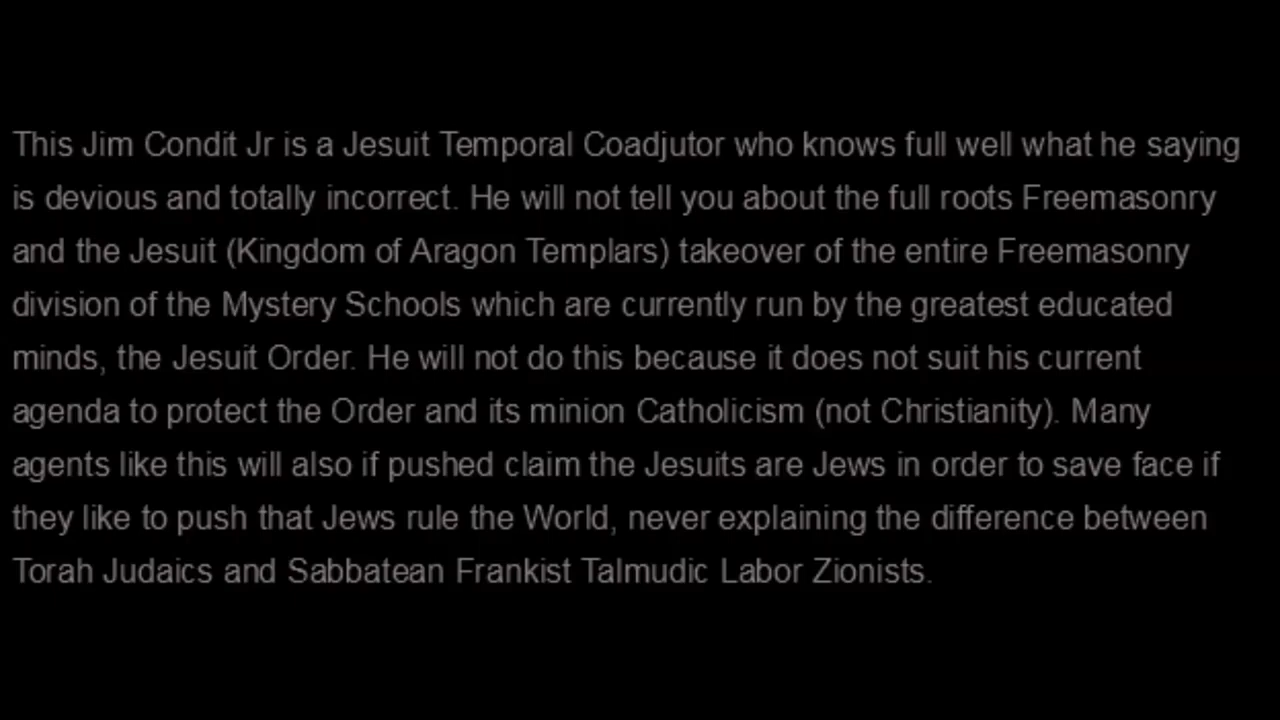 This Jim Condit Jr is a Jesuit Temporal Coadjutor who knows full well what he saying
is devious and totally incorrect. He will not tell you about the full roots Freemasonry
and the Jesuit (Kingdom of Aragon Templars) takeover of the entire Freemasonry
division of the Mystery Schools which are currently run by the greatest educated
minds, the Jesuit Order. He will not do this because it does not suit his current
agenda to protect the Order and its minion Catholicism (not Christianity). Many
agents like this will also if pushed claim the Jesuits are Jews in order to save face if
they like to push that Jews rule the World, never explaining the difference between
Torah Judaics and Sabbatean Frankist Talmudic Labor Zionists.